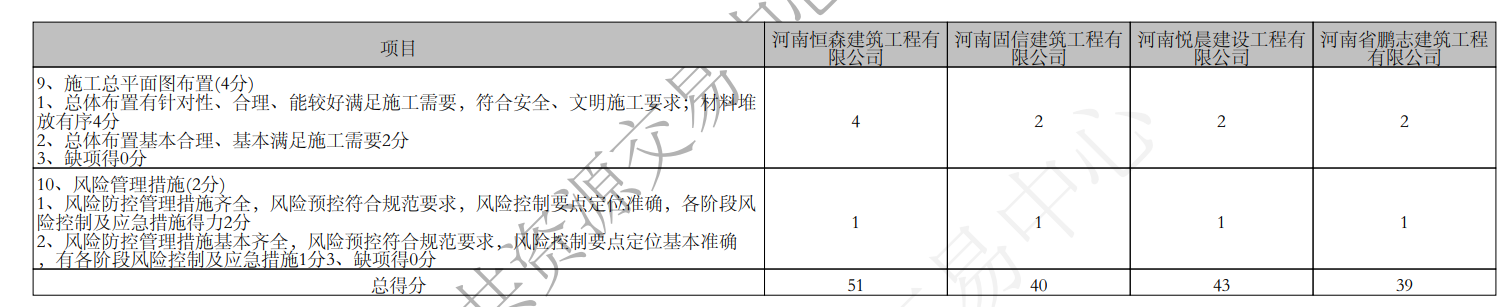 项目
河南恒森建筑工程有
限公司
河南固信建筑工程有
限公司
河南悦晨建设工程有
限公司
河南省鹏志建筑工程
有限公司
9、施工总平面图布置(4分)
1、总体布置有针对性、合理、能较好满足施工需要，符合安全、文明施工要求；材料堆
放有序4分
2、总体布置基本合理、基本满足施工需要2分
3、缺项得0分
4
2
2
2
10、风险管理措施(2分)
1、风险防控管理措施齐全，风险预控符合规范要求，风险控制要点定位准确，各阶段风
险控制及应急措施得力2分
2、风险防控管理措施基本齐全，风险预控符合规范要求，风险控制要点定位基本准确
，有各阶段风险控制及应急措施1分3、缺项得0分
1
1
1
1
总得分
51
40
43
39
共资源交易中心
易中心